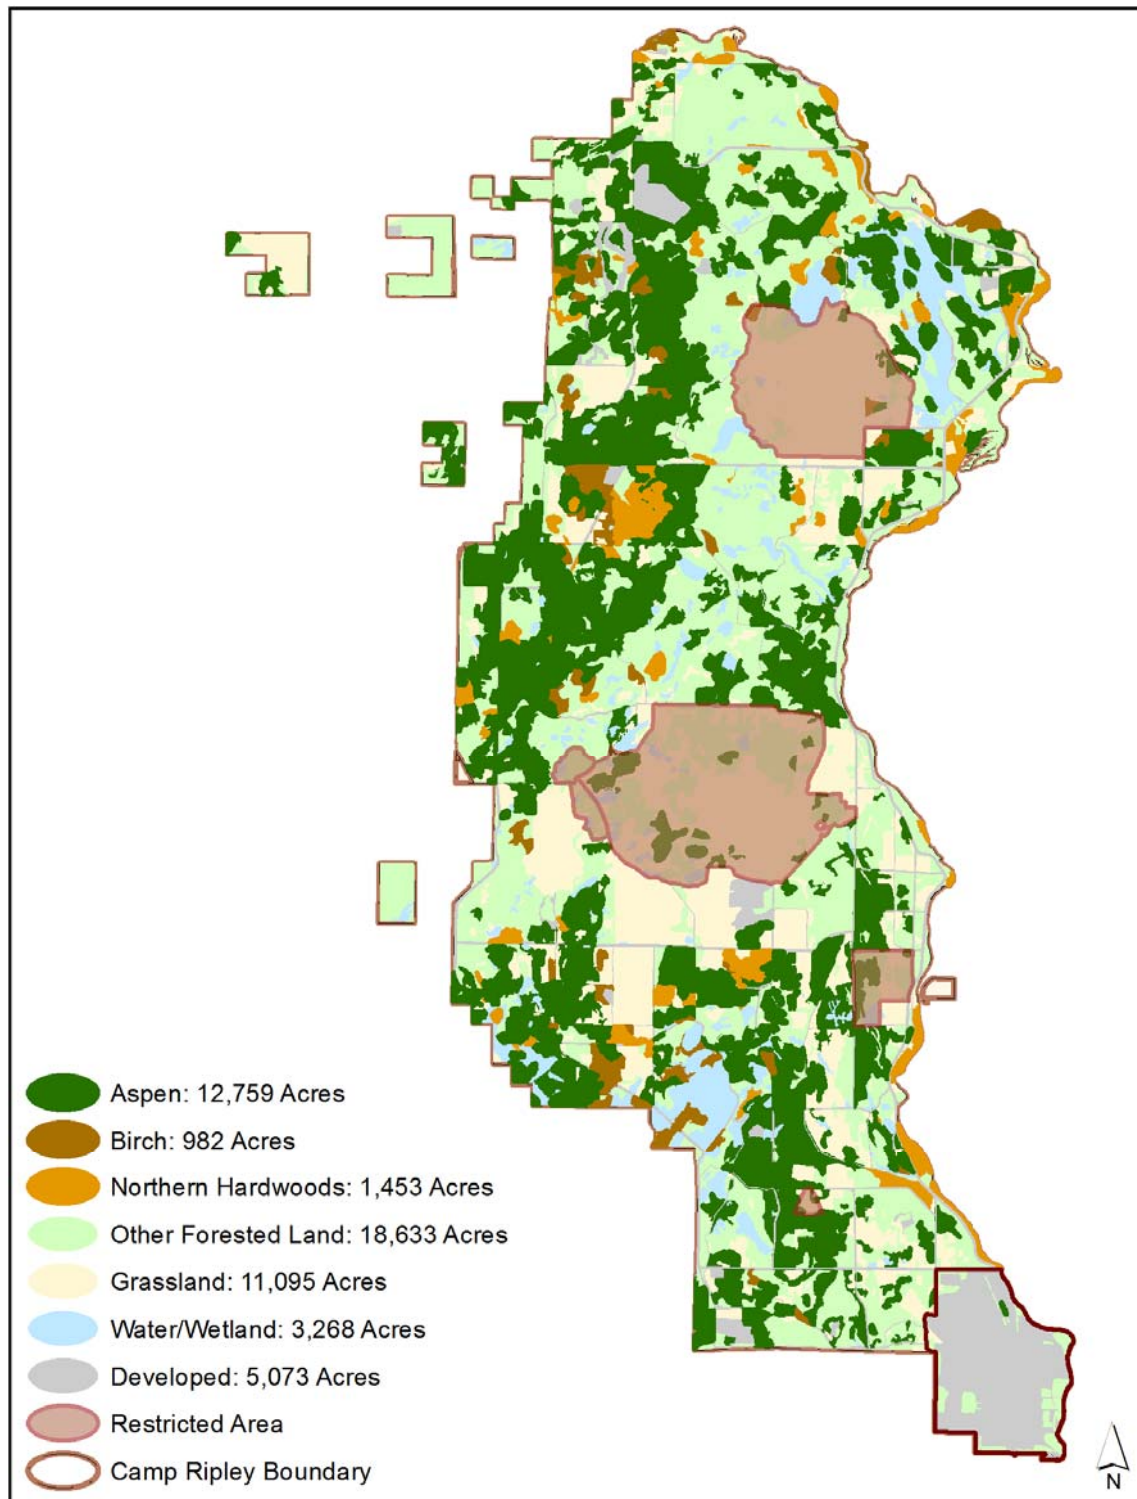 Aspen: 12,759 Acres
Birch: 982 Acres
Northern Hardwoods: 1,453 Acres
Other Forested Land: 18,633 Acres
Grassland: 11,095 Acres
Water/Wetland: 3,268 Acres
Developed: 5,073 Acres
Restricted Area
Camp Ripley Boundary
N